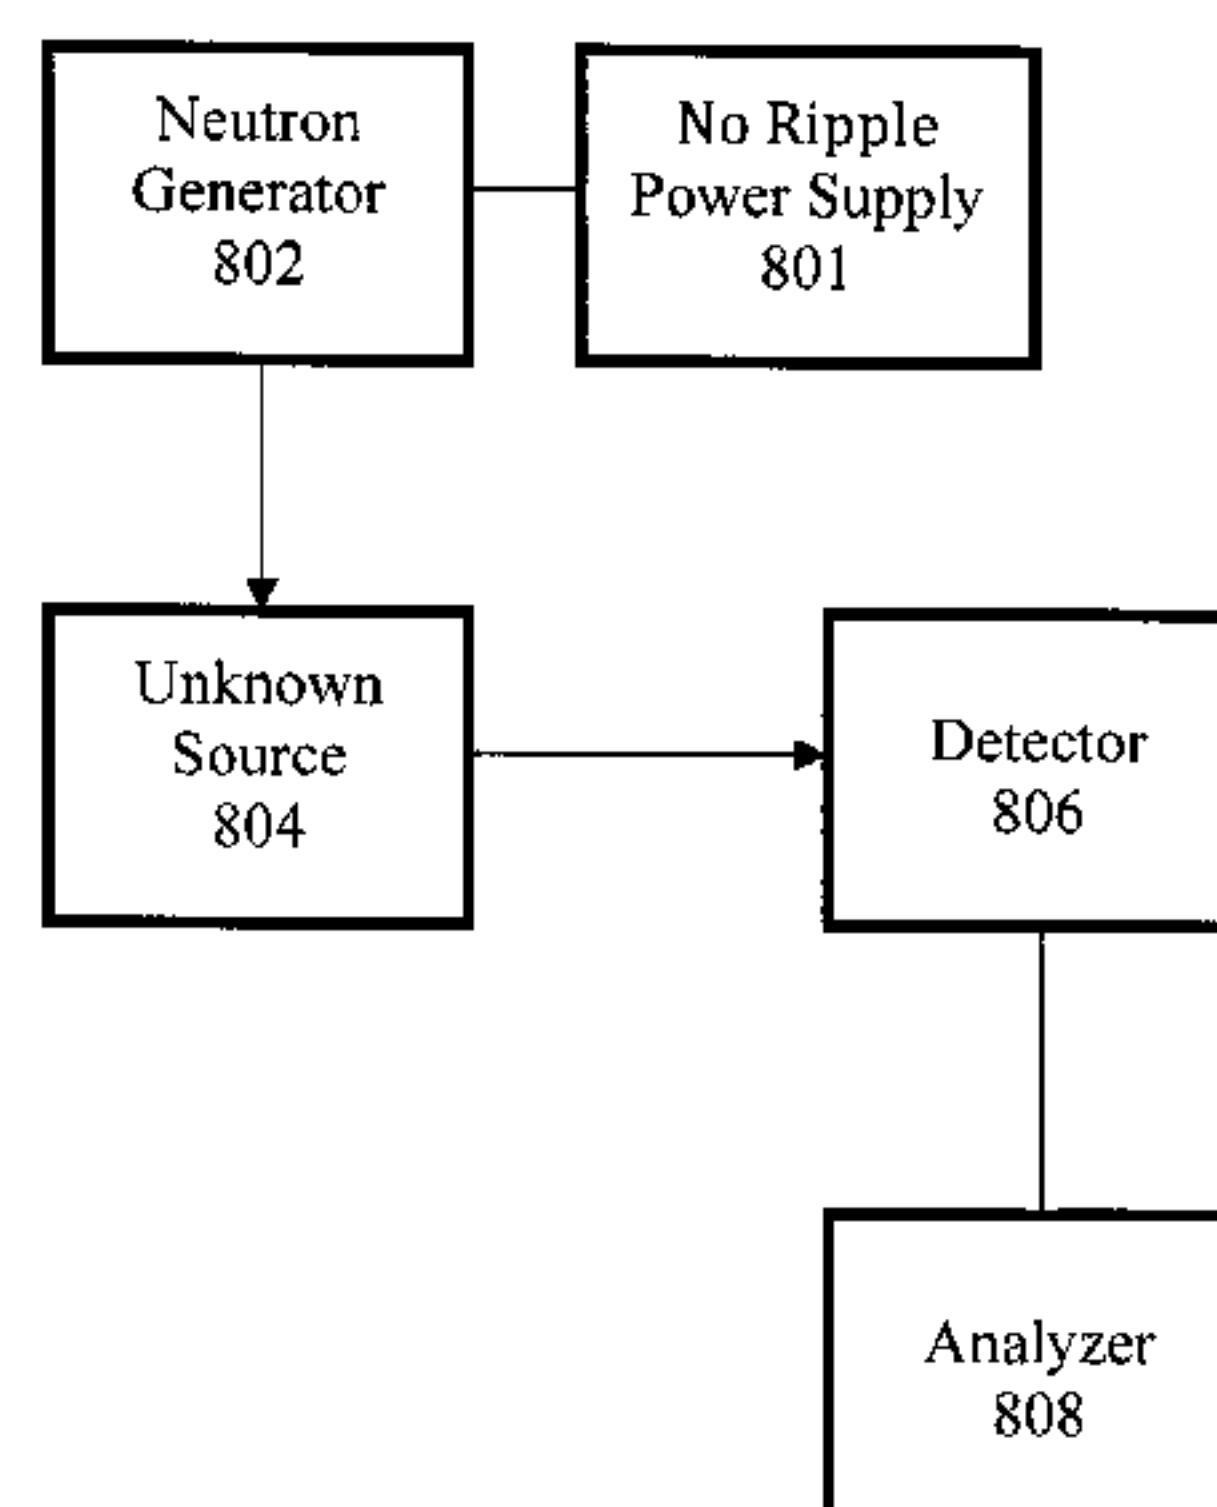 Neutron
Generator
802
No Ripple
Power Supply
801
Unknown
Source
804
Detector
806
Analyzer
808